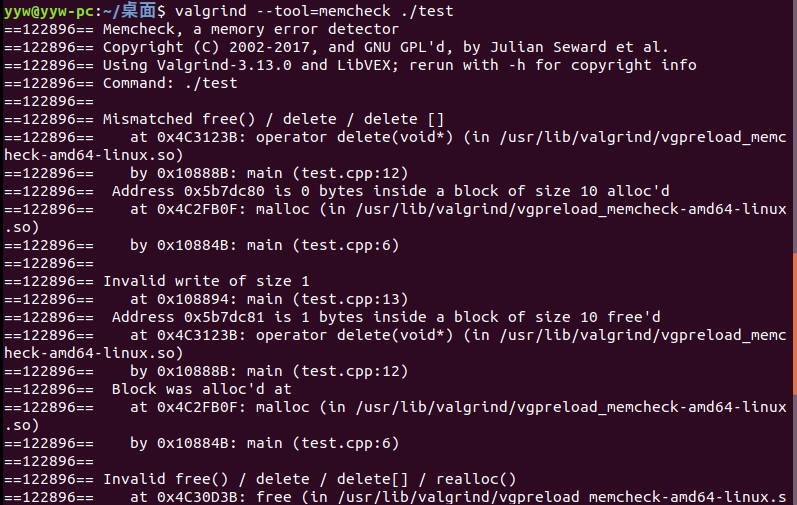 yyw@yyw-pc:~/桌面$ valgrind --tool=memcheck ./test
==122896== Memcheck, a memory error detector
==122896== Copyright (C) 2002-2017, and GNU GPL'd, by Julian Seward et al.
==122896== Using Valgrind-3.13.0 and LibVEX; rerun with -h for copyright info
==122896== Command: ./test
==122896==
==122896== Mismatched free() / delete / delete []
==122896==    at 0x4C3123B: operator delete(void*) (in /usr/lib/valgrind/vgpreload_memc
heck-amd64-linux.so)
==122896==    by 0x10888B: main (test.cpp:12)
==122896==  Address 0x5b7dc80 is 0 bytes inside a block of size 10 alloc'd
==122896==    at 0x4C2FB0F: malloc (in /usr/lib/valgrind/vgpreload_memcheck-amd64-linux
.so)
==122896==    by 0x10884B: main (test.cpp:6)
==122896==
==122896== Invalid write of size 1
==122896==    at 0x108894: main (test.cpp:13)
==122896==  Address 0x5b7dc81 is 1 bytes inside a block of size 10 free'd
==122896==    at 0x4C3123B: operator delete(void*) (in /usr/lib/valgrind/vgpreload_memc
heck-amd64-linux.so)
==122896==    by 0x10888B: main (test.cpp:12)
==122896==  Block was alloc'd at
==122896==    at 0x4C2FB0F: malloc (in /usr/lib/valgrind/vgpreload_memcheck-amd64-linux
.so)
==122896==    by 0x10884B: main (test.cpp:6)
==122896==
==122896== Invalid free() / delete / delete[] / realloc()
==122896==    at 0x4C30D3B: free (in /usr/lib/valgrind/vgpreload_memcheck-amd64-linux.s